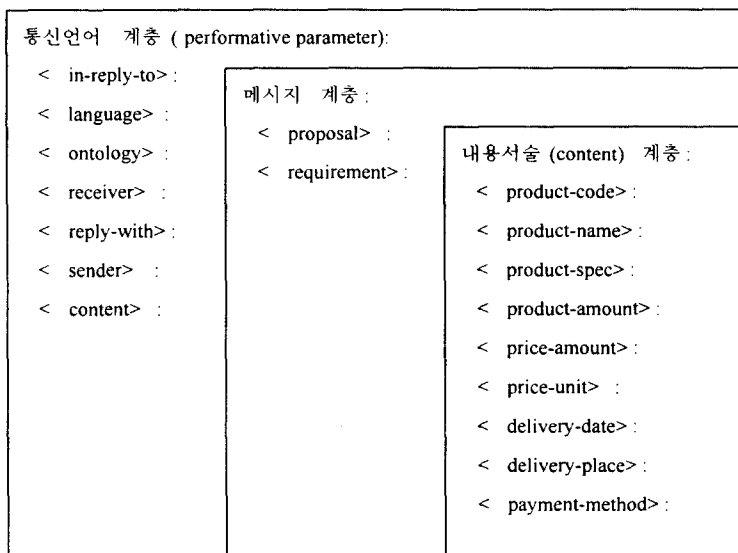 통신언어 계층 ( performative parameter):
< in-reply-to> :
< language> :
< ontology> :
< receiver> :
< reply-with> :
< sender> :
< content> :
메시지 계층 :
< proposal> :
< requirement> :
내용서술 (content) 계층 :
< product-code> :
< product-name> :
< product-spec> :
< product-amount> :
< price-amount> :
< price-unit> :
< delivery-date> :
< delivery-place> :
< payment-method> :